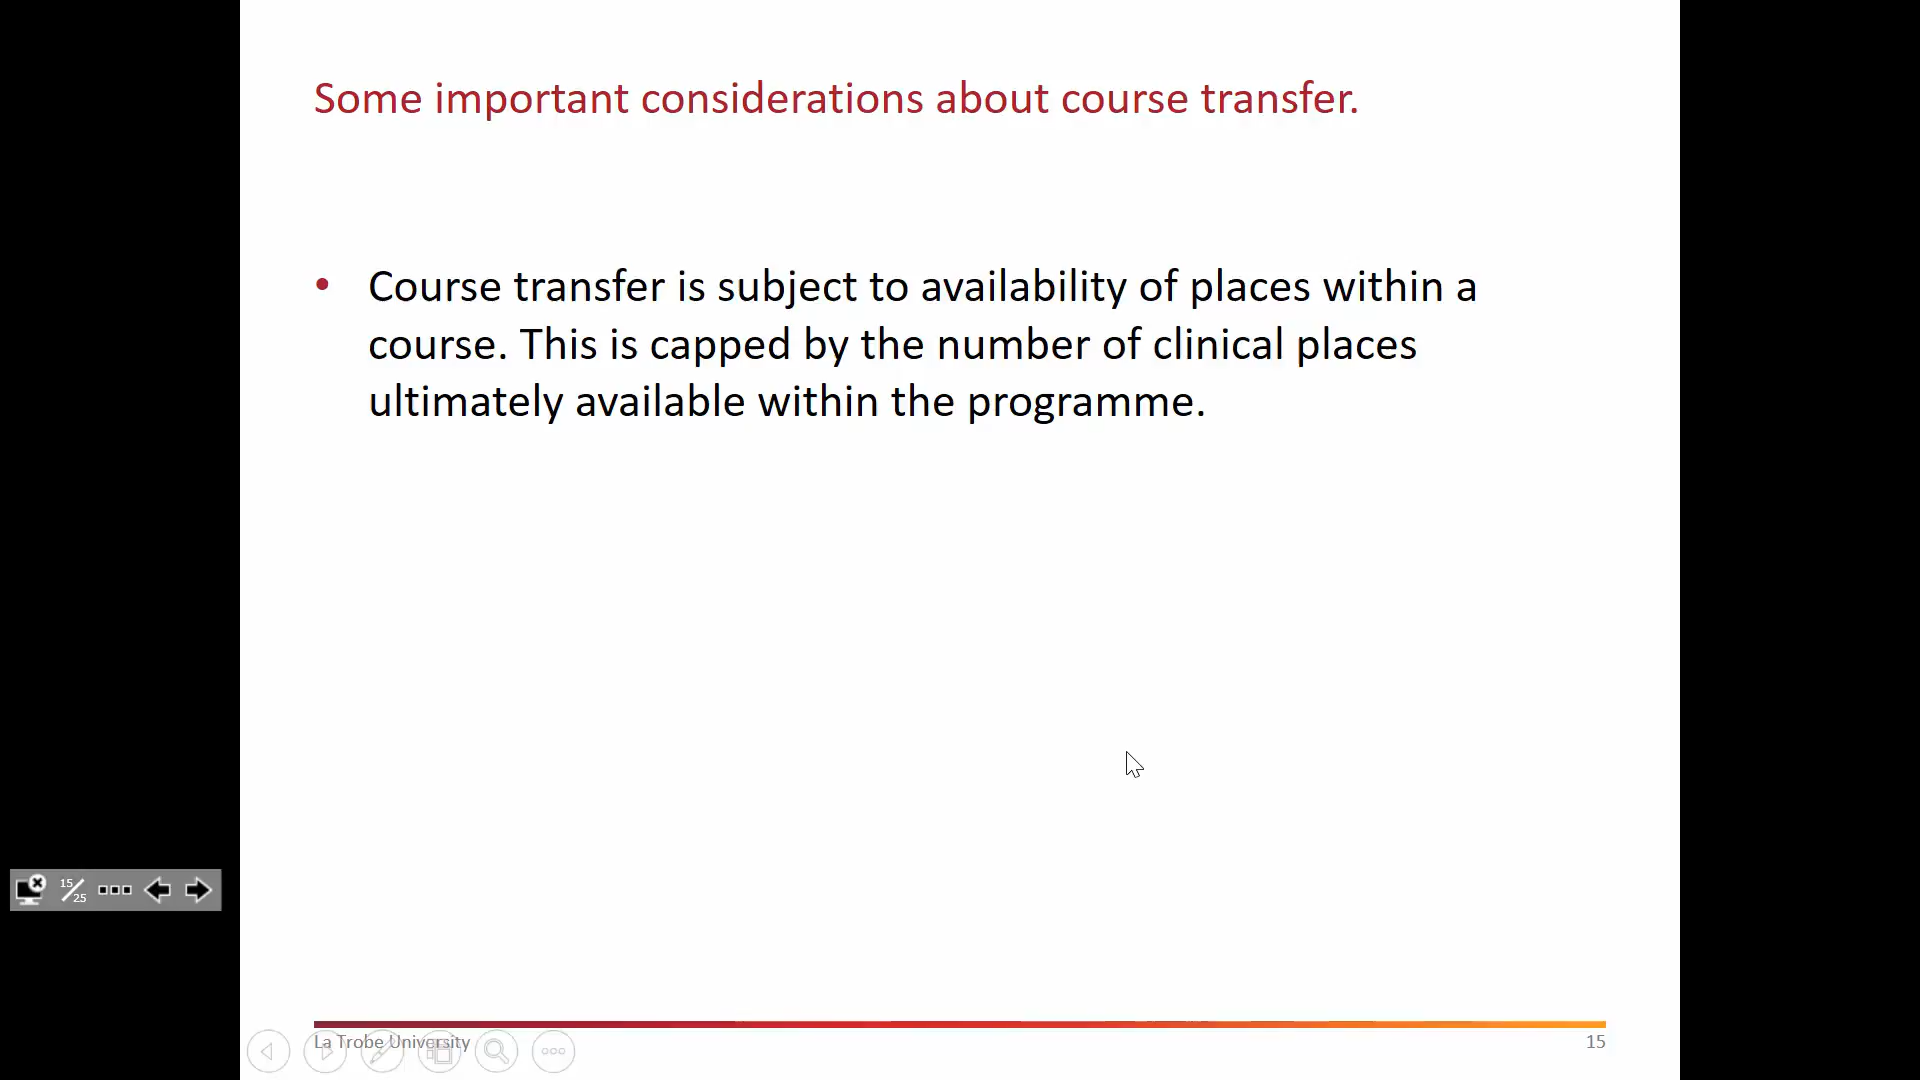 Some important considerations about course transfer.
• Course transfer is subject to availability of places within a
course. This is capped by the number of clinical places
ultimately available within the programme.
15/25
La Trobe University
15